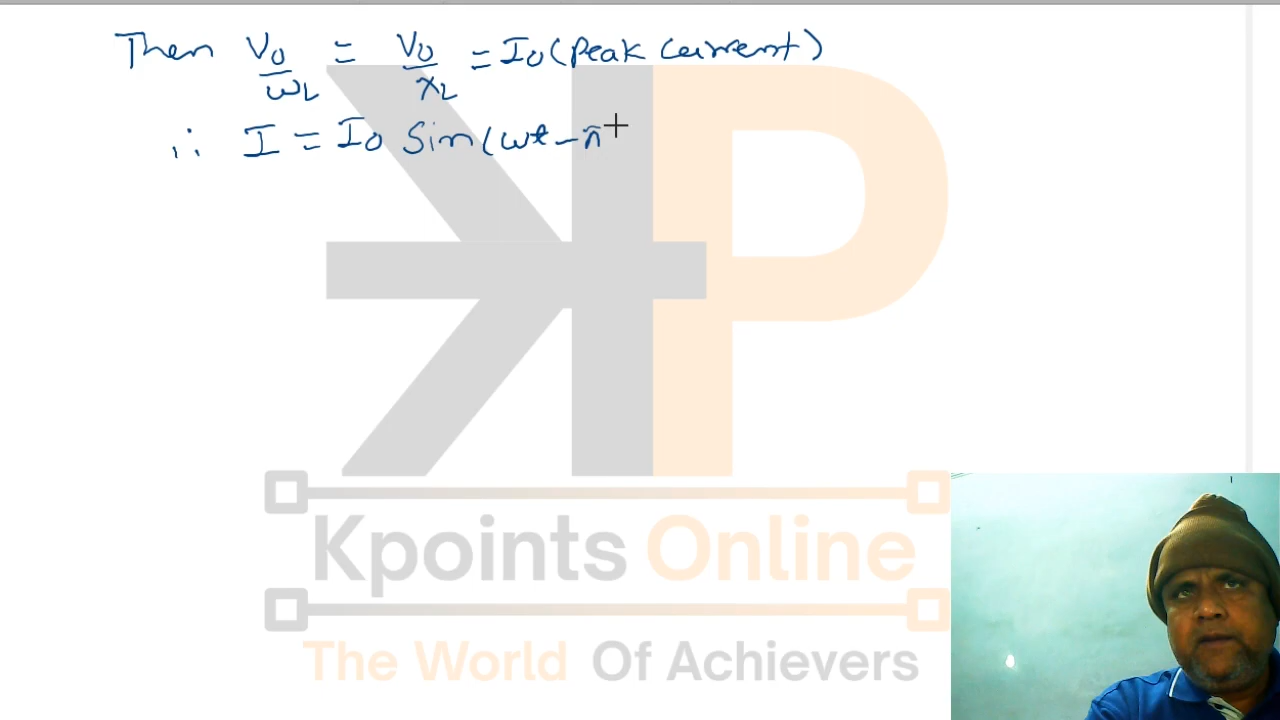 Then V0/ωL = V0/XL = I0 (Peak Current)
∴ I = I0 Sin(ωt - π
Kpoints Online
The World Of Achievers